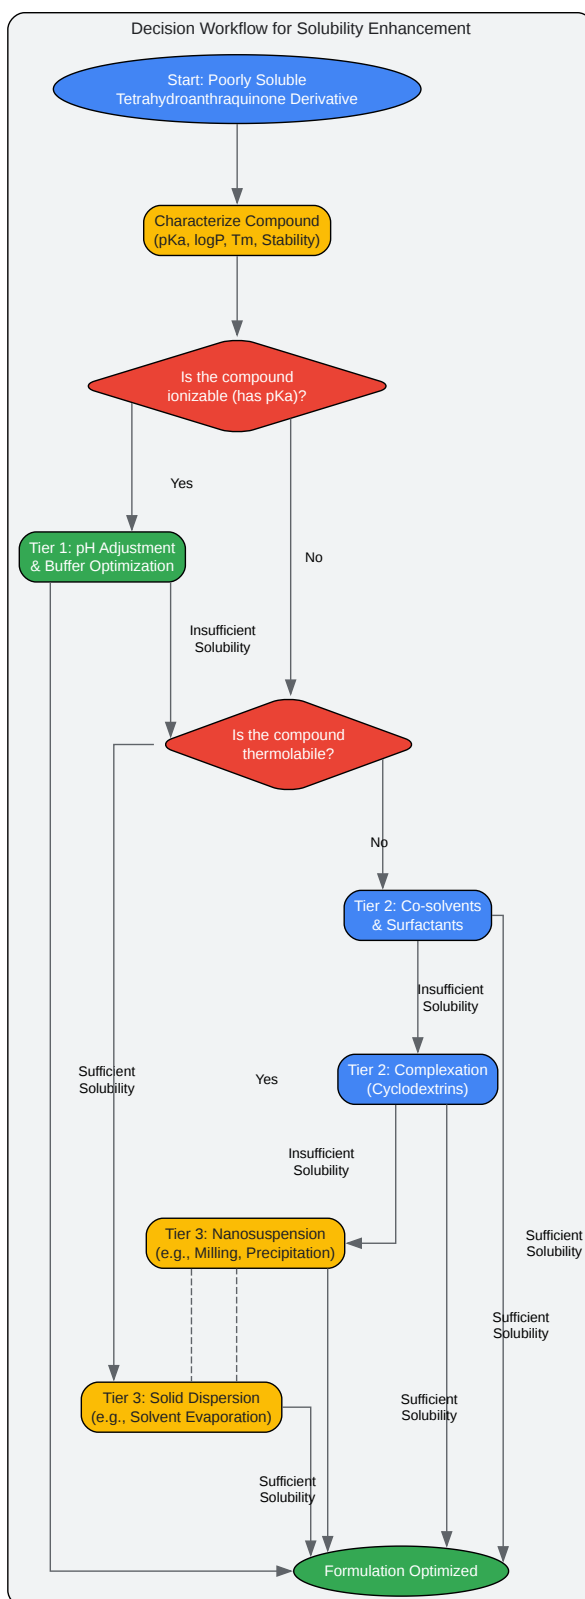 Decision Workflow for Solubility Enhancement
Start: Poorly Soluble
Tetrahydroanthraquinone Derivative
Characterize Compound
(pKa, logP, Tm, Stability)
Is the compound
ionizable (has pKa)?
Yes
Tier 1: pH Adjustment
& Buffer Optimization
No
Insufficient
Solubility
Is the compound
thermolabile?
No
Tier 2: Co-solvents
& Surfactants
Insufficient
Solubility
Tier 2: Complexation
(Cyclodextrins)
Sufficient
Solubility
Yes
Insufficient
Solubility
Tier 3: Nanosuspension
(e.g., Milling, Precipitation)
Sufficient
Solubility
Sufficient
Solubility
Tier 3: Solid Dispersion
(e.g., Solvent Evaporation)
Sufficient
Solubility
Sufficient
Solubility
Formulation Optimized